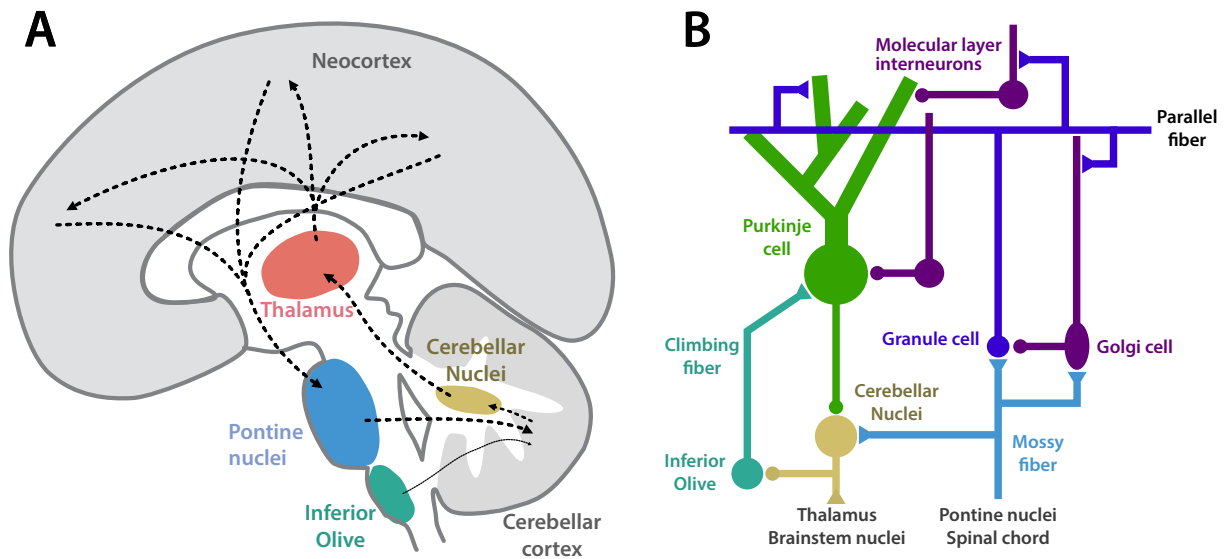 A
Neocortex
Thalamus
Cerebellar
Nuclei
Pontine
nuclei
Inferior
Olive
Cerebellar
cortex
B
Molecular layer
interneurons
Parallel
fiber
Purkinje
cell
Climbing
fiber
Granule cell
Golgi cell
Cerebellar
Nuclei
Mossy
fiber
Inferior
Olive
Thalamus
Brainstem nuclei
Pontine nuclei
Spinal chord